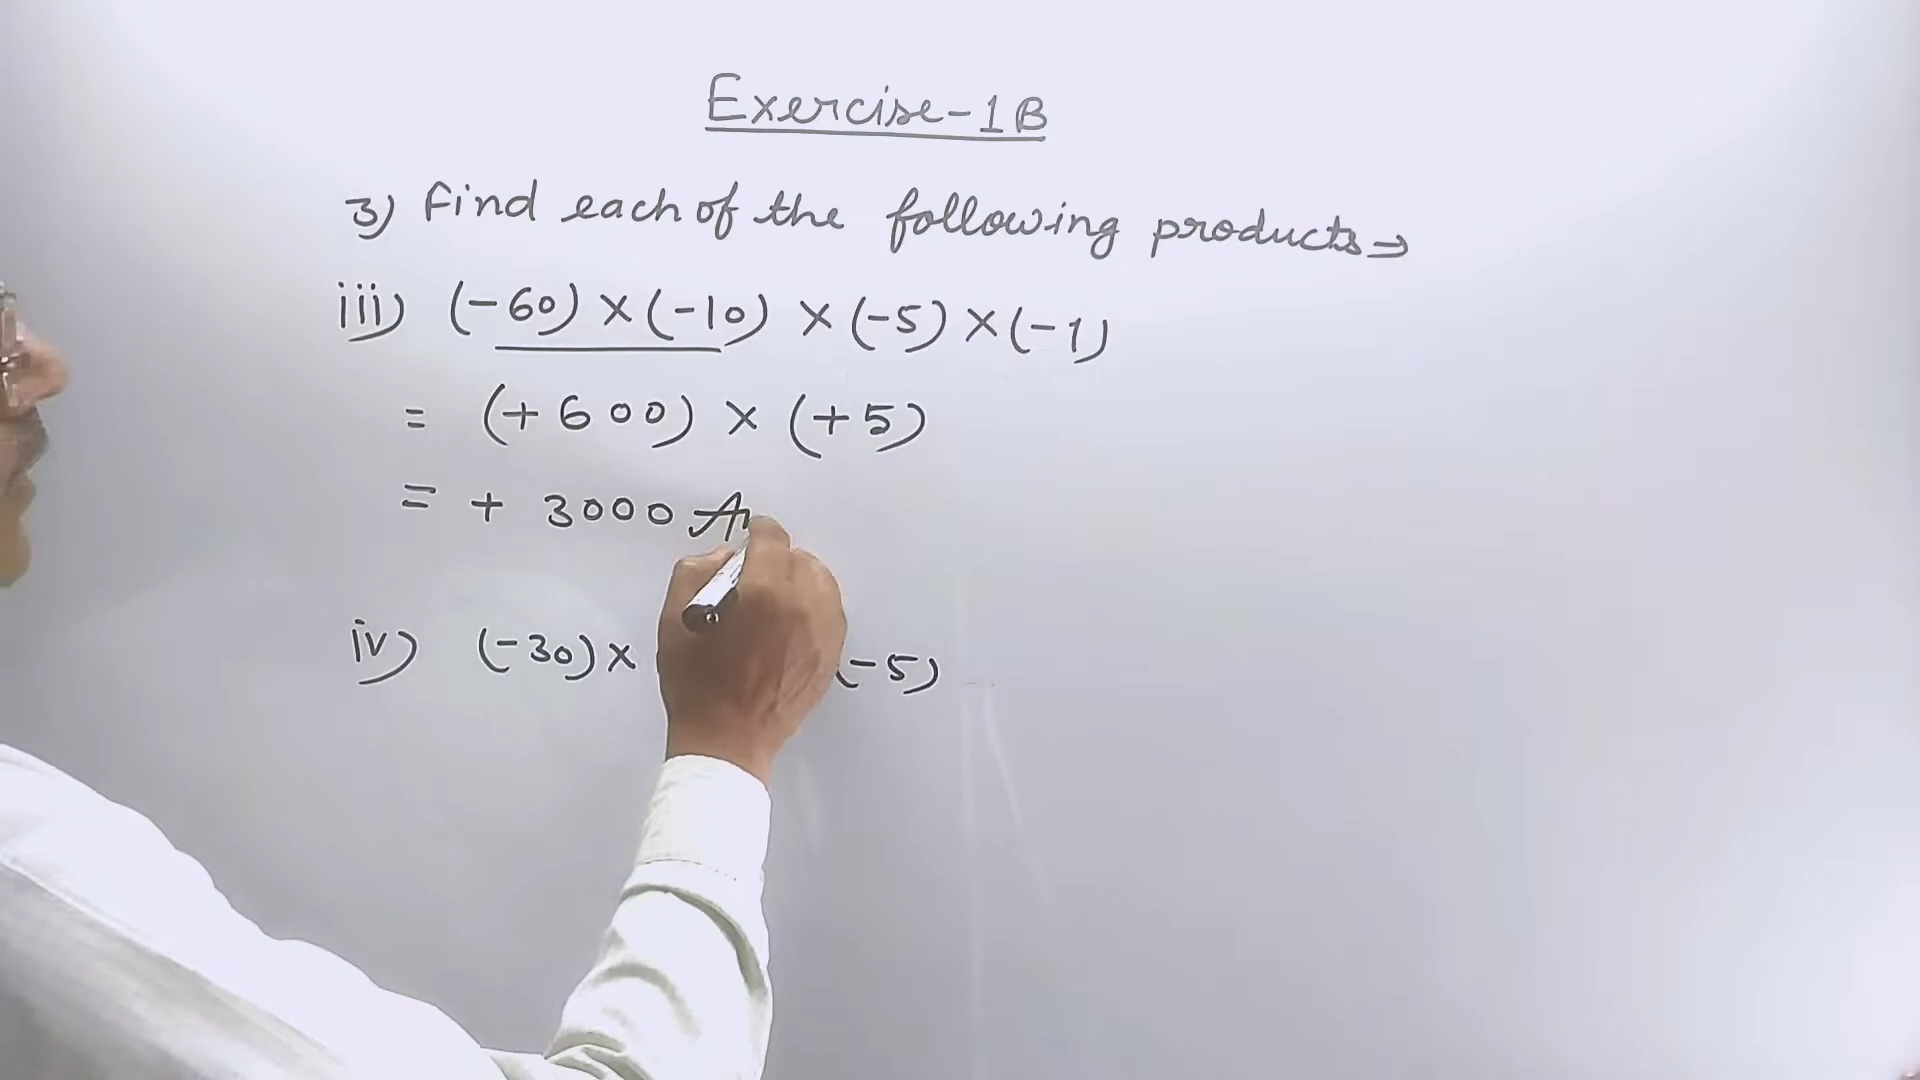 Exercise-1B
3) Find each of the following products→
iii) (-60) × (-10) × (-5) × (-1)
= (+600) × (+5)
= + 3000 An
iv) (-30) × (-5)